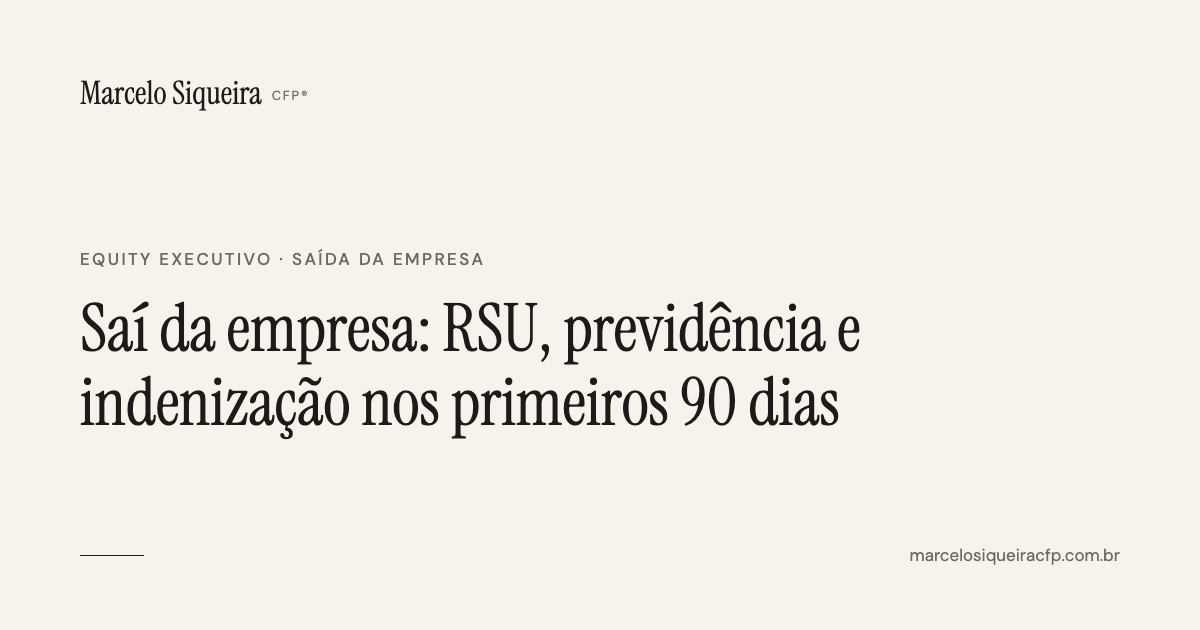 Marcelo Siqueira CFP®
EQUITY EXECUTIVO · SAÍDA DA EMPRESA
Saí da empresa: RSU, previdência e
indenização nos primeiros 90 dias
marcelosiqueiracfp.com.br